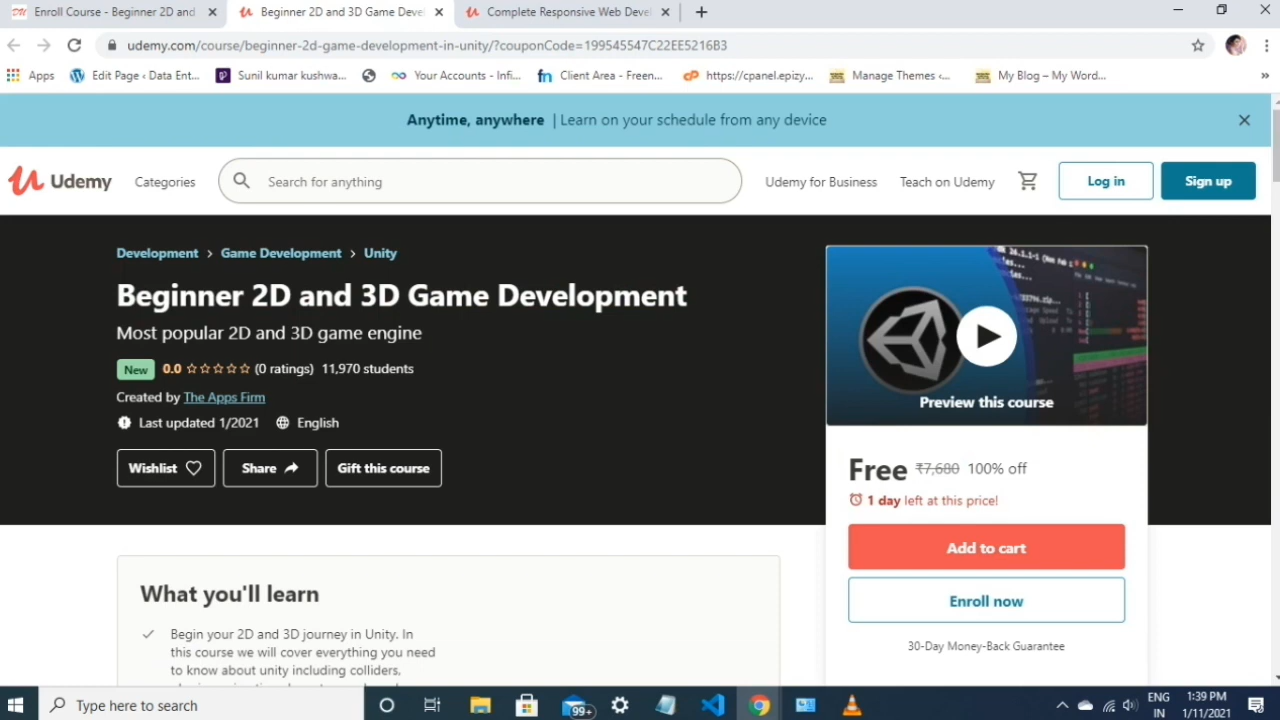 Enroll Course - Beginner 2D and
Beginner 2D and 3D Game Deve
Complete Responsive Web Deve
udemy.com/course/beginner-2d-game-development-in-unity/?couponCode=199545547C22EE5216B3
Apps
Edit Page ‹ Data Ent...
Sunil kumar kushwa...
Your Accounts - Infi...
Client Area - Freen...
https://cpanel.epizy...
Manage Themes ‹...
My Blog – My Word...
Anytime, anywhere | Learn on your schedule from any device
Udemy
Categories
Search for anything
Udemy for Business
Teach on Udemy
Log in
Sign up
Development > Game Development > Unity
Beginner 2D and 3D Game Development
Most popular 2D and 3D game engine
New 0.0 (0 ratings) 11,970 students
Created by The Apps Firm
Last updated 1/2021 English
Wishlist
Share
Gift this course
Preview this course
Free ₹7,680 100% off
1 day left at this price!
Add to cart
Enroll now
30-Day Money-Back Guarantee
What you'll learn
Begin your 2D and 3D journey in Unity. In
this course we will cover everything you need
to know about unity including colliders,
Type here to search
99+
ENG
IN
1:39 PM
1/11/2021